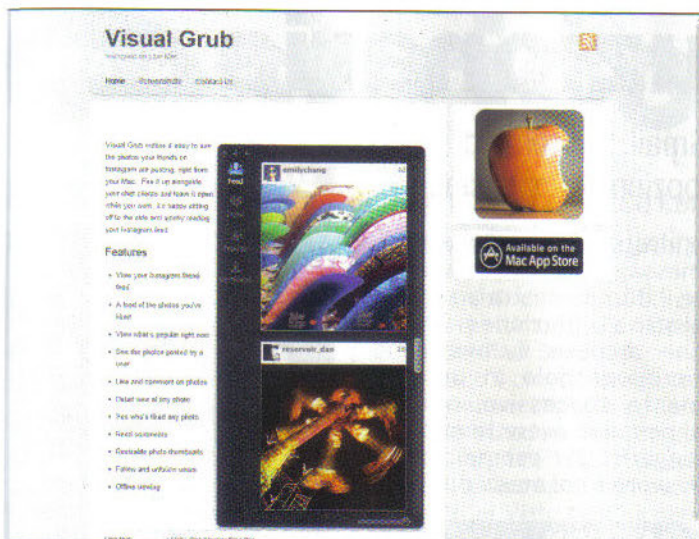 Visual Grub
Instagram on your Mac
Home Screenshots Contact Us
Visual Grub makes it easy to see
the photos your friends on
Instagram are posting, right from
your Mac. Fire it up alongside
your chat clients and leave it open
while you work. It's happy sitting
off to the side and quietly reading
your Instagram feed.
Features
• View your Instagram friend
feed
• A feed of the photos you've
liked
• View what's popular right now
• See the photos posted by a
user
• Like and comment on photos
• Detail view of any photo
• See who's liked any photo
• Read comments
• Resizable photo thumbnails
• Follow and unfollow users
• Offline viewing
Feed
emilychang
reservoir_dan
Available on the
Mac App Store